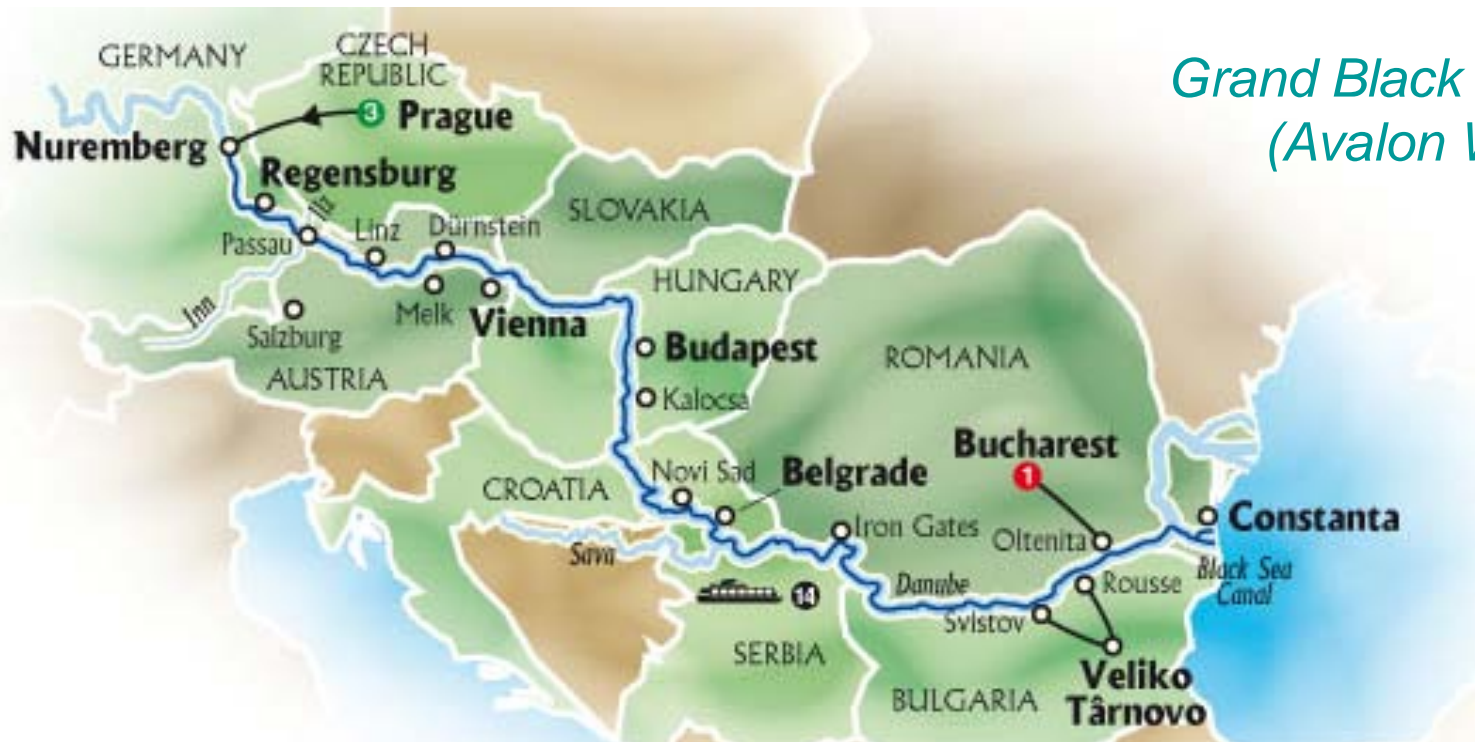 GERMANY
CZECH
REPUBLIC
3 Prague
Grand Black
(Avalon
Nuremberg
Regensburg
Ilz
SLOVAKIA
Passau
Linz
Dürnstein
HUNGARY
Inn
Salzburg
Melk
Vienna
AUSTRIA
Budapest
ROMANIA
Kalocsa
Bucharest
1
Novi Sad
Belgrade
CROATIA
Constanta
Iron Gates
Oltenita
Sava
Danube
Rousse
Black Sea
Canal
14
Svistov
SERBIA
Veliko
Târnovo
BULGARIA